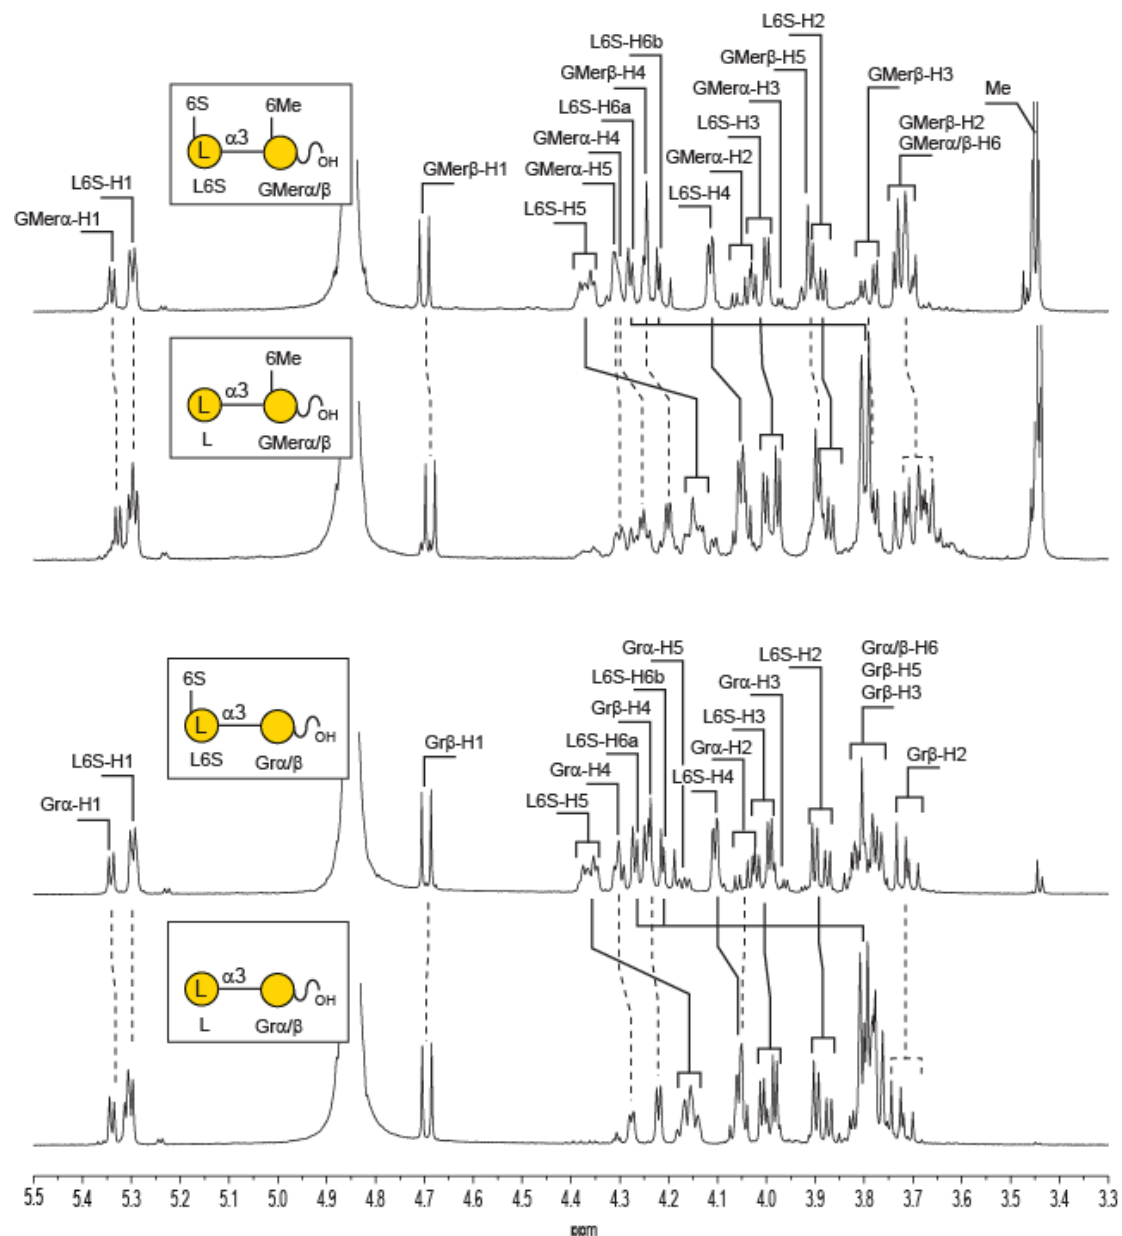 L6S-H2
L6S-H6b
GMerβ-H5
GMerβ-H4
GMerβ-H3
GMerα-H3
Me
L6S-H6a
6S
6Me
L6S-H3
GMerβ-H2
GMerα-H4
GMerα/β-H6
α3
L
OH
GMerα-H2
GMerα-H5
GMerβ-H1
L6S-H1
L6S
GMerα/β
L6S-H4
L6S-H5
GMerα-H1
6Me
α3
L
OH
L
GMerα/β
Grα-H5
L6S-H2
Grα/β-H6
Grβ-H5
Grβ-H3
L6S-H6b
6S
Grα-H3
Grβ-H4
L6S-H3
α3
L
OH
Grβ-H1
L6S-H6a
Grα-H2
Grβ-H2
L6S-H1
L6S
Grα/β
Grα-H4
L6S-H4
Grα-H1
L6S-H5
α3
L
OH
L
Grα/β
5.5 5.4 5.3 5.2 5.1 5.0 4.9 4.8 4.7 4.6 4.5 4.4 4.3 4.2 4.1 4.0 3.9 3.8 3.7 3.6 3.5 3.4 3.3
ppm